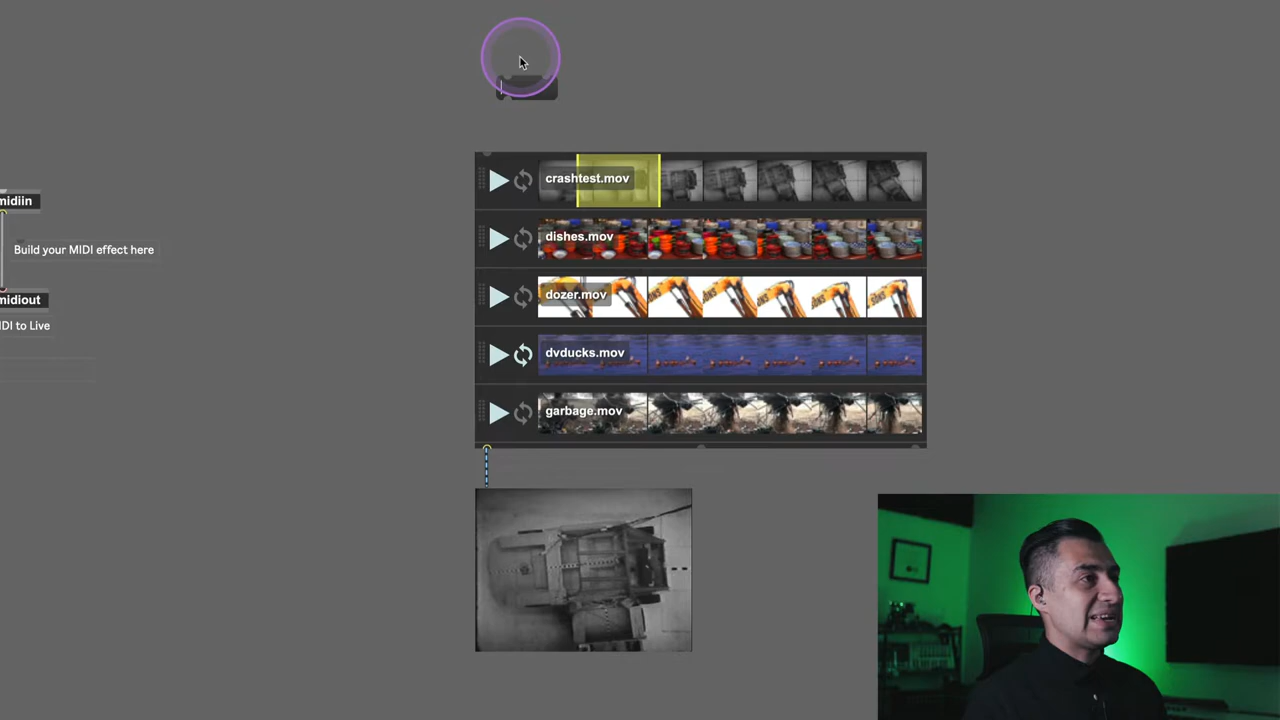 crashtest.mov
midiin
dishes.mov
Build your MIDI effect here
dozer.mov
midiout
IDI to Live
dvducks.mov
garbage.mov